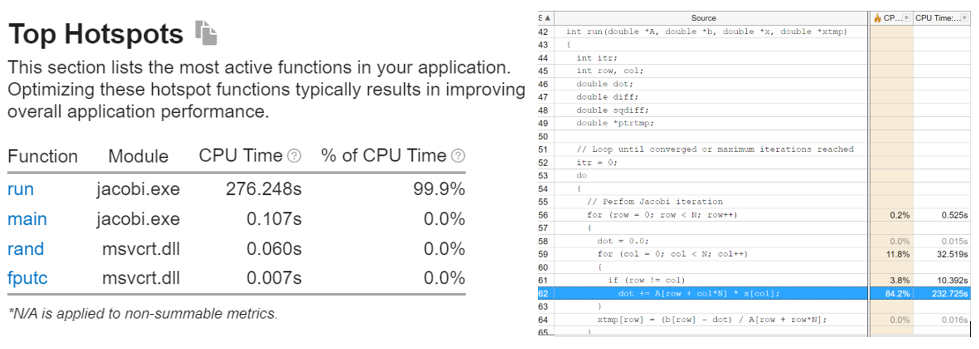 Top Hotspots
This section lists the most active functions in your application.
Optimizing these hotspot functions typically results in improving
overall application performance.
Function Module CPU Time % of CPU Time
run jacobi.exe 276.248s 99.9%
main jacobi.exe 0.107s 0.0%
rand msvcrt.dll 0.060s 0.0%
fputc msvcrt.dll 0.007s 0.0%
*N/A is applied to non-summable metrics.
S ▲ Source CP... CPU Time:...
42 int run(double *A, double *b, double *x, double *xtmp)
43 {
44 int itr;
45 int row, col;
46 double dot;
47 double diff;
48 double sqdiff;
49 double *ptrtmp;
50
51 // Loop until converged or maximum iterations reached
52 itr = 0;
53 do
54 {
55 // Perfom Jacobi iteration
56 for (row = 0; row < N; row++) 0.2% 0.525s
57 {
58 dot = 0.0; 0.0% 0.015s
59 for (col = 0; col < N; col++) 11.8% 32.519s
60 {
61 if (row != col) 3.8% 10.392s
62 dot += A[row + col*N] * x[col]; 84.2% 232.725s
63 }
64 xtmp[row] = (b[row] - dot) / A[row + row*N]; 0.0% 0.016s
65 }